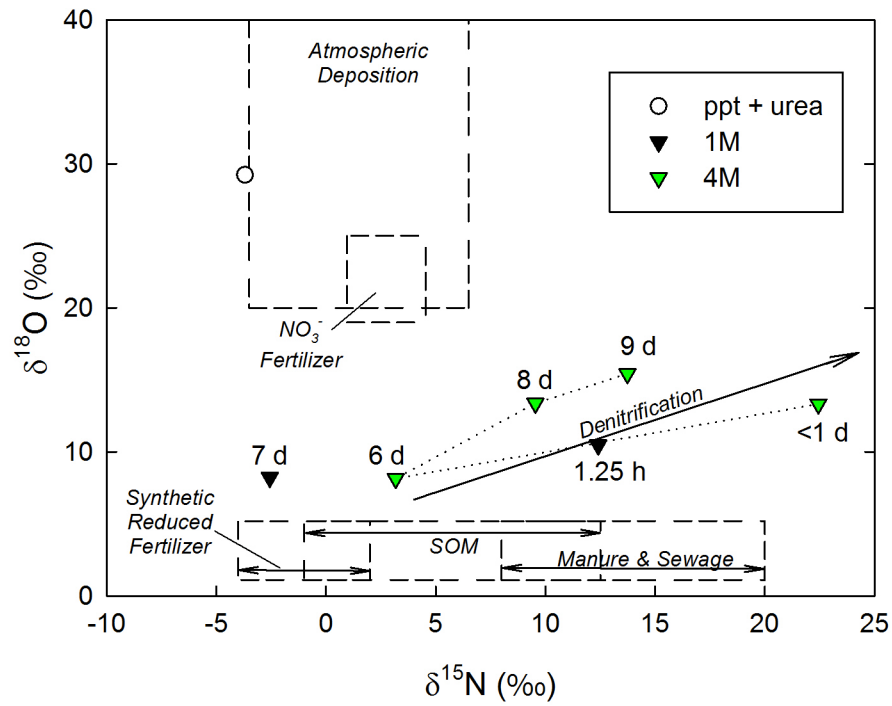 40
30
20
10
0
δ18O (‰)
Atmospheric
Deposition
ppt + urea
1M
4M
NO3-
Fertilizer
9 d
8 d
Denitrification
7 d
6 d
1.25 h
<1 d
Synthetic
Reduced
Fertilizer
SOM
Manure & Sewage
-10
-5
0
5
10
15
20
25
δ15N (‰)